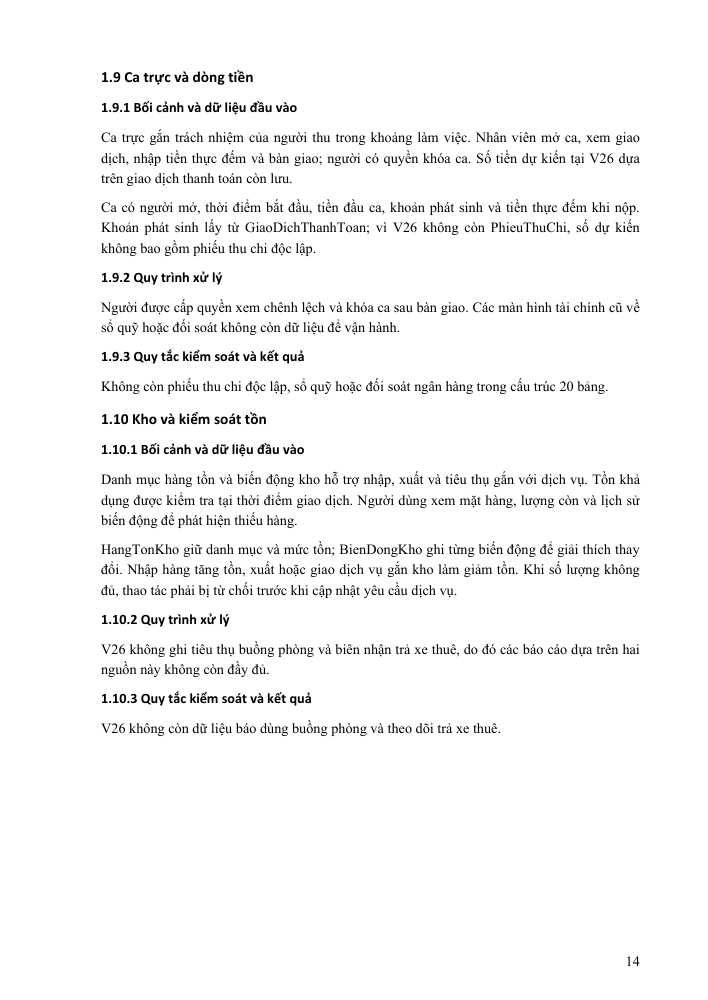 1.9 Ca trực và dòng tiền
1.9.1 Bối cảnh và dữ liệu đầu vào
Ca trực gắn trách nhiệm của người thu trong khoảng làm việc. Nhân viên mở ca, xem giao
dịch, nhập tiền thực đếm và bàn giao; người có quyền khóa ca. Số tiền dự kiến tại V26 dựa
trên giao dịch thanh toán còn lưu.
Ca có người mở, thời điểm bắt đầu, tiền đầu ca, khoản phát sinh và tiền thực đếm khi nộp.
Khoản phát sinh lấy từ GiaoDichThanhToan; vì V26 không còn PhieuThuChi, số dự kiến
không bao gồm phiếu thu chi độc lập.
1.9.2 Quy trình xử lý
Người được cấp quyền xem chênh lệch và khóa ca sau bàn giao. Các màn hình tài chính cũ về
sổ quỹ hoặc đối soát không còn dữ liệu để vận hành.
1.9.3 Quy tắc kiểm soát và kết quả
Không còn phiếu thu chi độc lập, sổ quỹ hoặc đối soát ngân hàng trong cấu trúc 20 bảng.
1.10 Kho và kiểm soát tồn
1.10.1 Bối cảnh và dữ liệu đầu vào
Danh mục hàng tồn và biến động kho hỗ trợ nhập, xuất và tiêu thụ gắn với dịch vụ. Tồn khả
dụng được kiểm tra tại thời điểm giao dịch. Người dùng xem mặt hàng, lượng còn và lịch sử
biến động để phát hiện thiếu hàng.
HangTonKho giữ danh mục và mức tồn; BienDongKho ghi từng biến động để giải thích thay
đổi. Nhập hàng tăng tồn, xuất hoặc giao dịch vụ gắn kho làm giảm tồn. Khi số lượng không
đủ, thao tác phải bị từ chối trước khi cập nhật yêu cầu dịch vụ.
1.10.2 Quy trình xử lý
V26 không ghi tiêu thụ buồng phòng và biên nhận trả xe thuê, do đó các báo cáo dựa trên hai
nguồn này không còn đầy đủ.
1.10.3 Quy tắc kiểm soát và kết quả
V26 không còn dữ liệu báo dùng buồng phòng và theo dõi trả xe thuê.
14